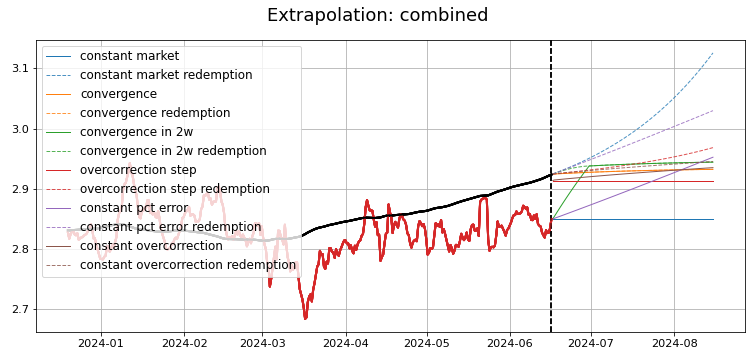 Extrapolation: combined
constant market
constant market redemption
convergence
convergence redemption
convergence in 2w
convergence in 2w redemption
overcorrection step
overcorrection step redemption
constant pct error
constant pct error redemption
constant overcorrection
constant overcorrection redemption
3.1
3.0
2.9
2.8
2.7
2024-01 2024-02 2024-03 2024-04 2024-05 2024-06 2024-07 2024-08